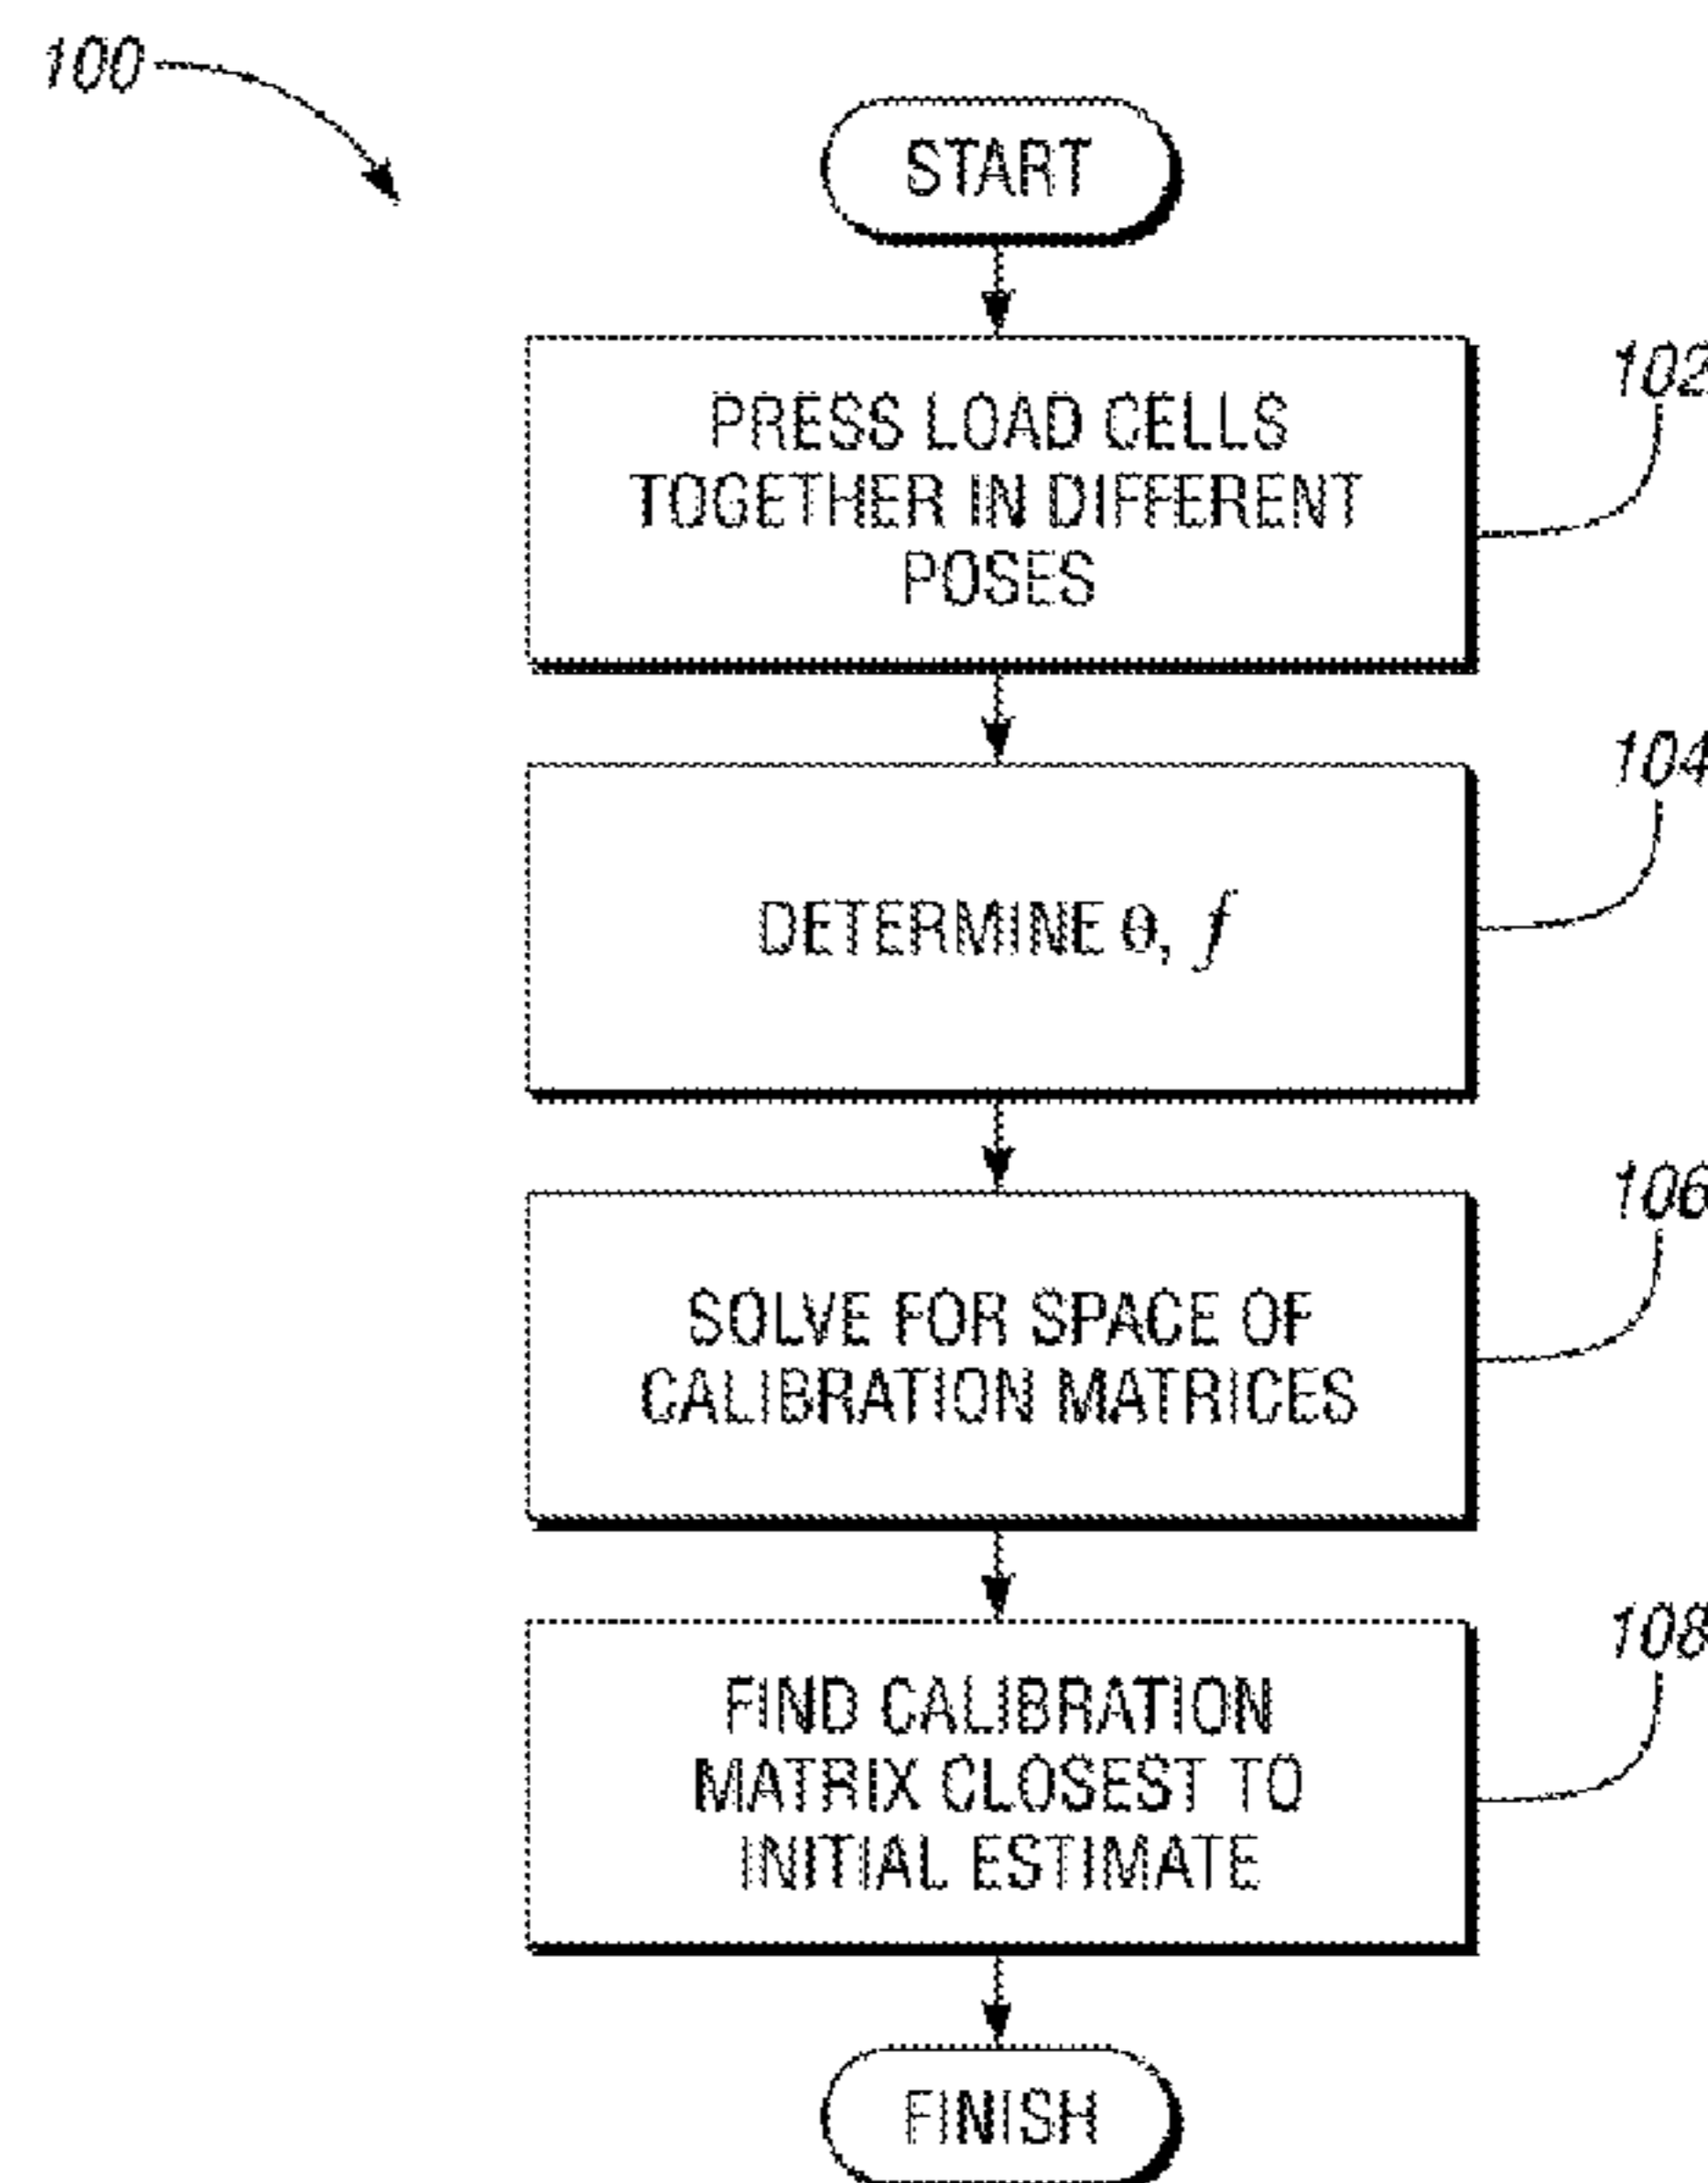 100
START
PRESS LOAD CELLS
TOGETHER IN DIFFERENT
POSES
102
DETERMINE θ, f
104
SOLVE FOR SPACE OF
CALIBRATION MATRICES
106
FIND CALIBRATION
MATRIX CLOSEST TO
INITIAL ESTIMATE
108
FINISH